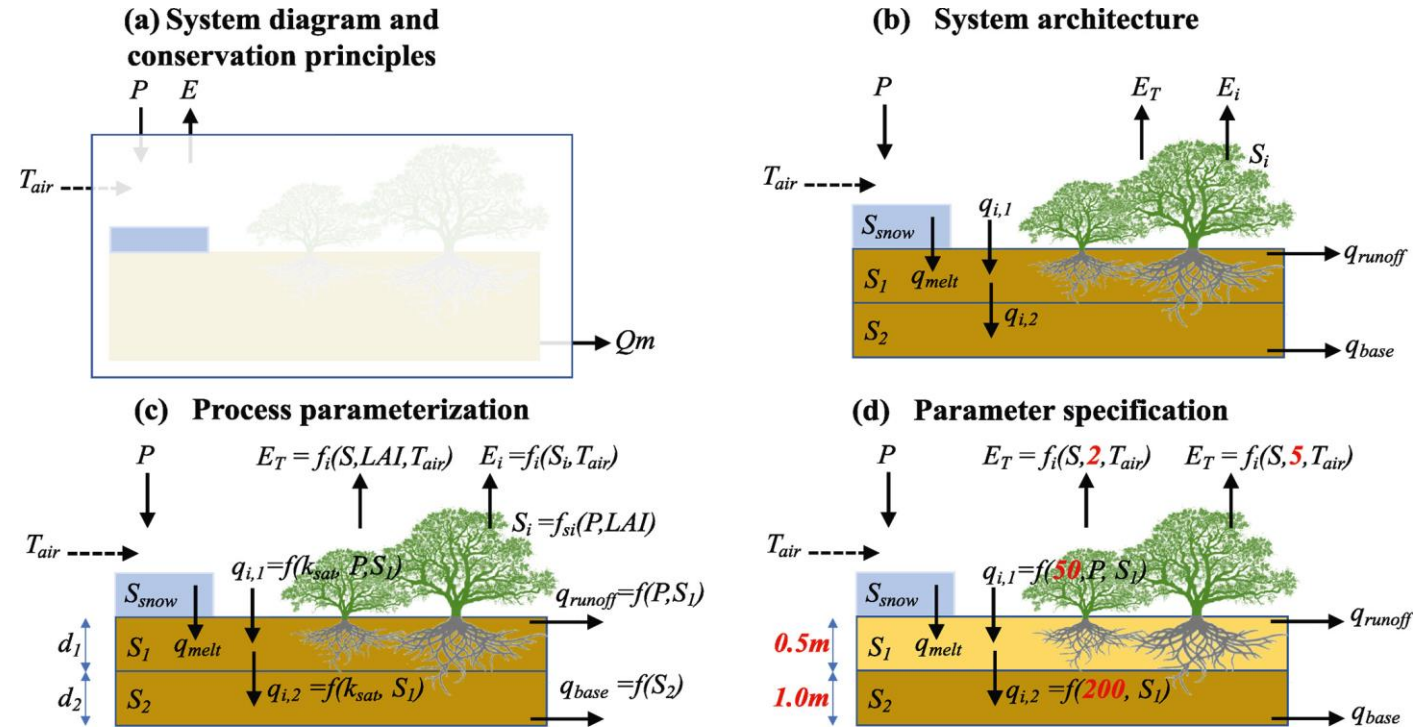 (a) System diagram and
conservation principles
P E
T_air
Qm
(b) System architecture
P
E_T E_i
S_i
T_air
q_i,1
S_snow
q_runoff
S_1 q_melt
q_i,2
S_2
q_base
(c) Process parameterization
P E_T = f_i(S,LAI,T_air) E_i =f_i(S_i,T_air)
S_i =f_si(P,LAI)
T_air
q_i,1=f(k_sat, P,S_1)
S_snow q_runoff=f(P,S_1)
d_1 S_1 q_melt
d_2 S_2 q_i,2 =f(k_sat, S_1) q_base =f(S_2)
(d) Parameter specification
P E_T = f_i(S,2,T_air) E_T = f_i(S,5,T_air)
T_air
q_i,1=f(50,P, S_1)
S_snow
q_runoff
0.5m S_1 q_melt
1.0m S_2 q_i,2 =f(200, S_1)
q_base